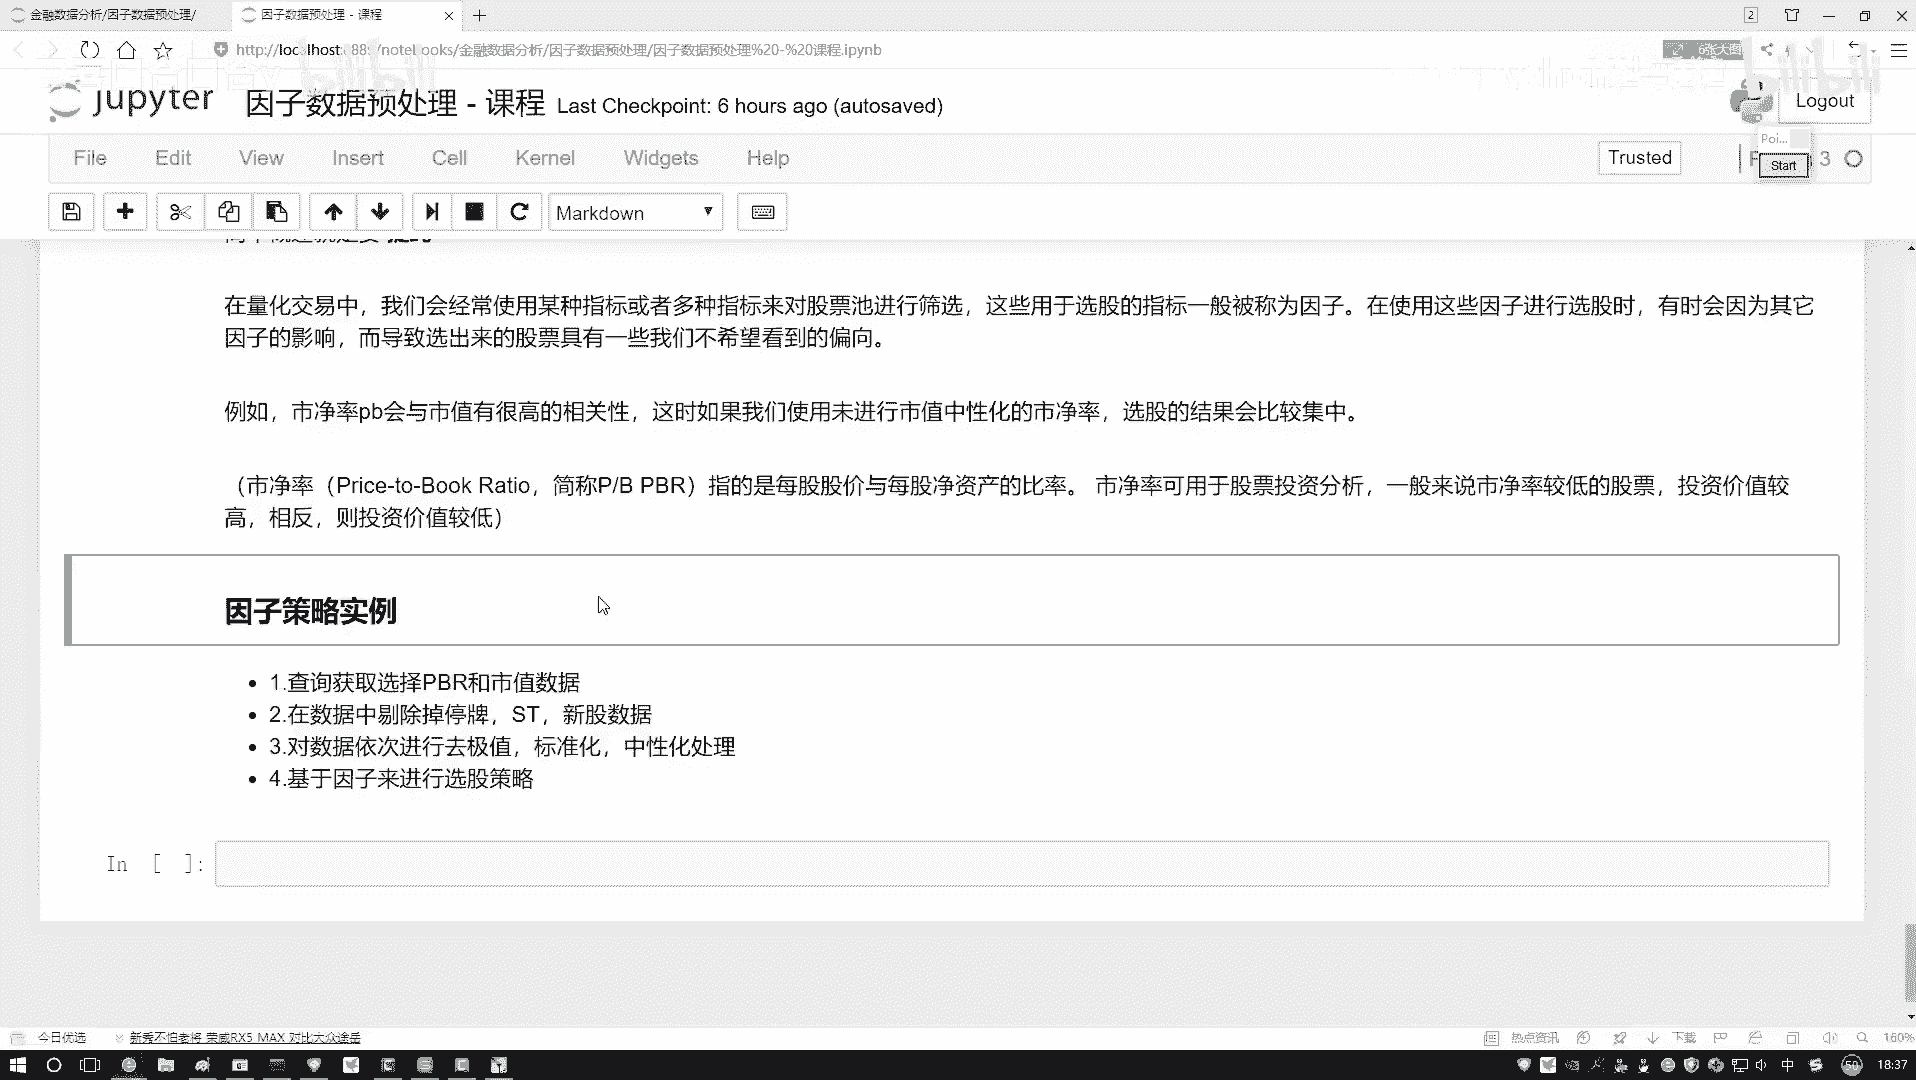 金融数据分析/因子数据预处理/
因子数据预处理 - 课程
2
http://localhost:888/notebooks/金融数据分析/因子数据预处理/因子数据预处理%20-%20课程.ipynb
6张大图
bilibili
bilibili
jupyter
因子数据预处理 - 课程
Last Checkpoint: 6 hours ago (autosaved)
Logout
Poi...
File Edit View Insert Cell Kernel Widgets Help
Trusted
Start
3
Markdown
在量化交易中，我们会经常使用某种指标或者多种指标来对股票池进行筛选，这些用于选股的指标一般被称为因子。在使用这些因子进行选股时，有时会因为其它
因子的影响，而导致选出来的股票具有一些我们不希望看到的偏向。
例如，市净率pb会与市值有很高的相关性，这时如果我们使用未进行市值中性化的市净率，选股的结果会比较集中。
（市净率（Price-to-Book Ratio，简称P/B PBR）指的是每股股价与每股净资产的比率。 市净率可用于股票投资分析，一般来说市净率较低的股票，投资价值较
高，相反，则投资价值较低）
因子策略实例
• 1.查询获取选择PBR和市值数据
• 2.在数据中剔除掉停牌，ST，新股数据
• 3.对数据依次进行去极值，标准化，中性化处理
• 4.基于因子来进行选股策略
In [ ]:
今日优选
新秀不怕老将 荣威RX5 MAX 对比大众途岳
热点资讯
下载
160%
中
50
18:37